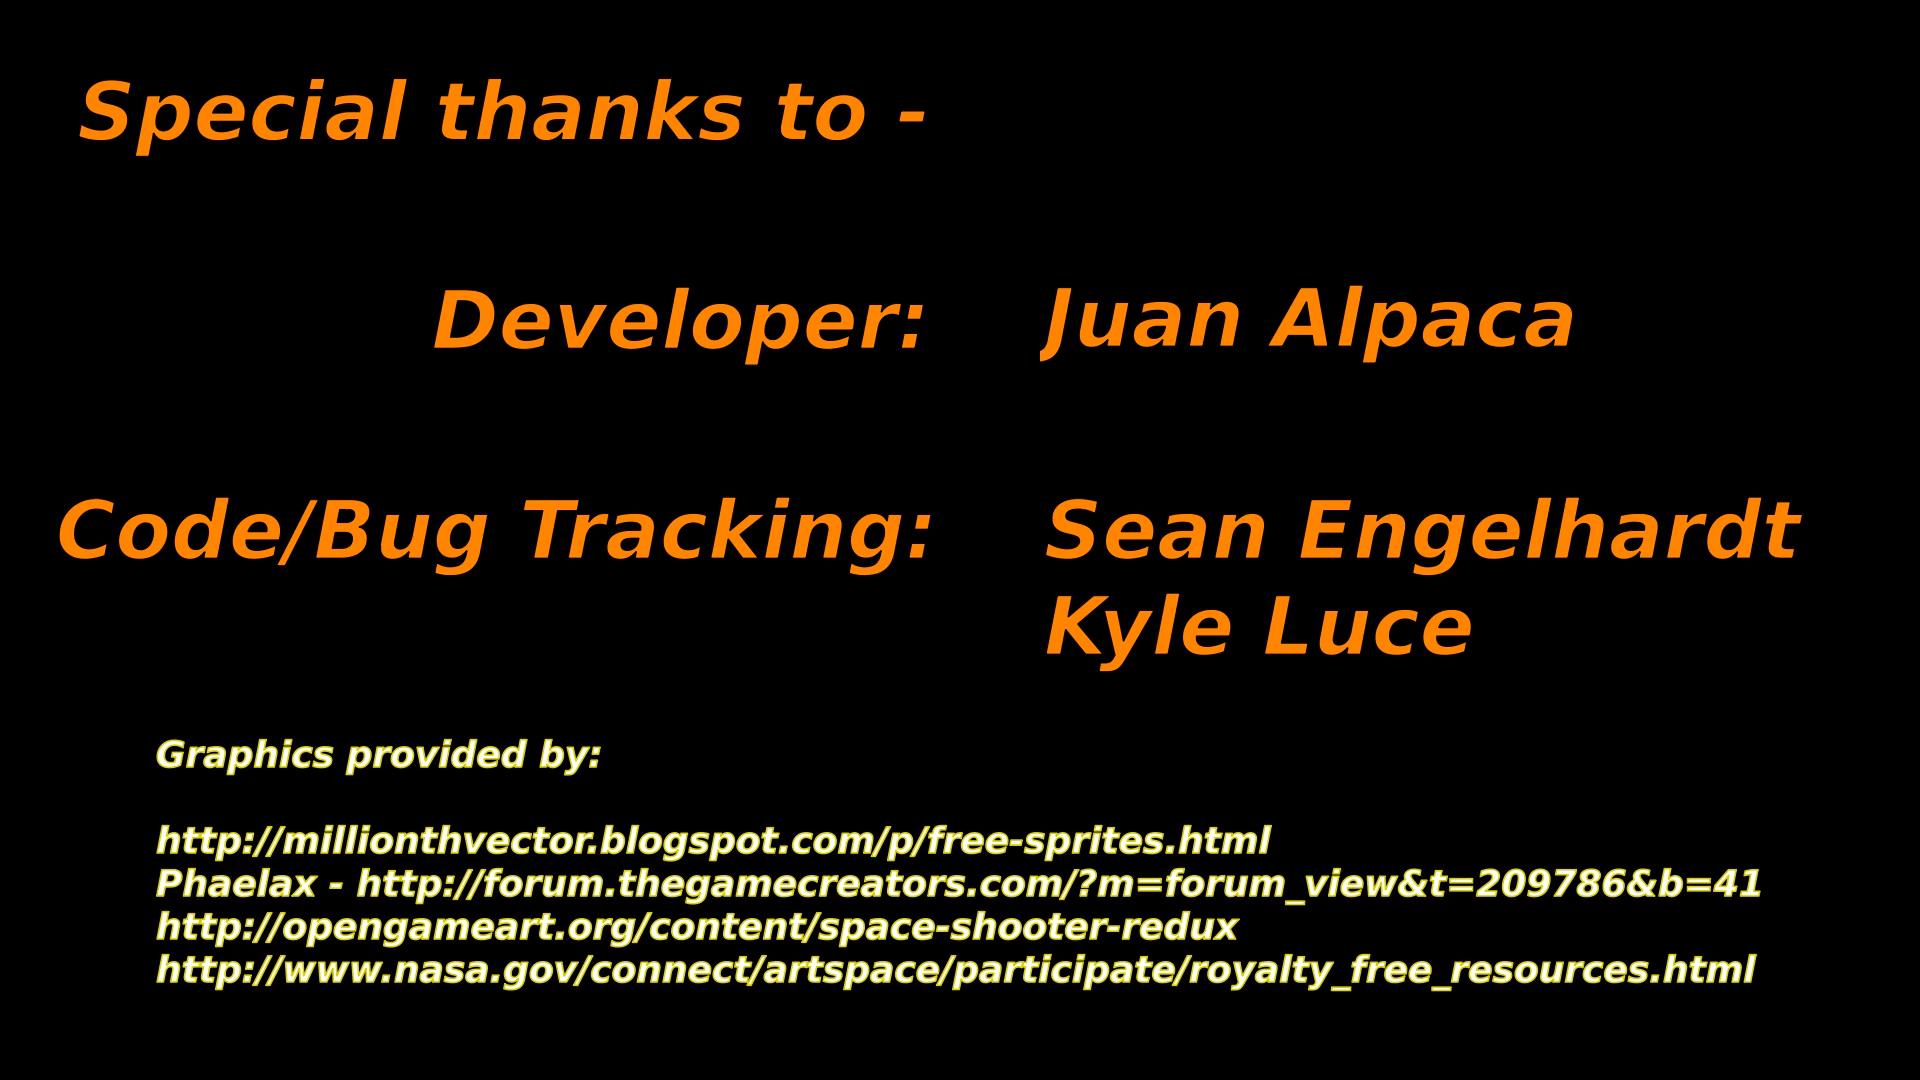 Special thanks to -
Developer: Juan Alpaca
Code/Bug Tracking: Sean Engelhardt
Kyle Luce
Graphics provided by:
http://millionthvector.blogspot.com/p/free-sprites.html
Phaelax - http://forum.thegamecreators.com/?m=forum_view&t=209786&b=41
http://opengameart.org/content/space-shooter-redux
http://www.nasa.gov/connect/artspace/participate/royalty_free_resources.html